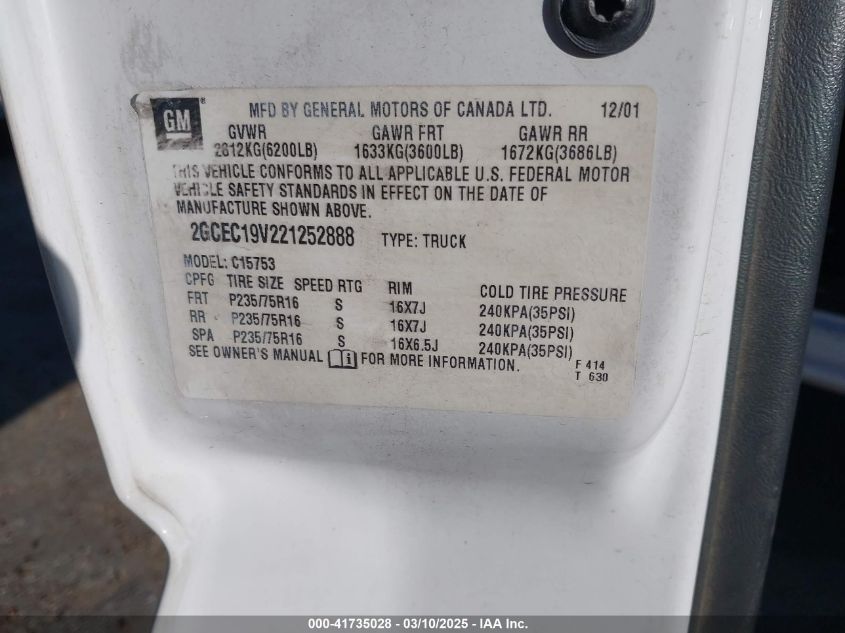 GM ® MFD BY GENERAL MOTORS OF CANADA LTD. 12/01
GVWR GAWR FRT GAWR RR
2812KG(6200LB) 1633KG(3600LB) 1672KG(3686LB)
THIS VEHICLE CONFORMS TO ALL APPLICABLE U.S. FEDERAL MOTOR
VEHICLE SAFETY STANDARDS IN EFFECT ON THE DATE OF
MANUFACTURE SHOWN ABOVE.
2GCEC19V221252888 TYPE: TRUCK
MODEL: C15753
CPFG TIRE SIZE SPEED RTG RIM COLD TIRE PRESSURE
FRT P235/75R16 S 16X7J 240KPA(35PSI)
RR P235/75R16 S 16X7J 240KPA(35PSI)
SPA P235/75R16 S 16X6.5J 240KPA(35PSI)
SEE OWNER'S MANUAL i FOR MORE INFORMATION.
F 414
T 630
000-41735028 — 03/10/2025 — IAA Inc.